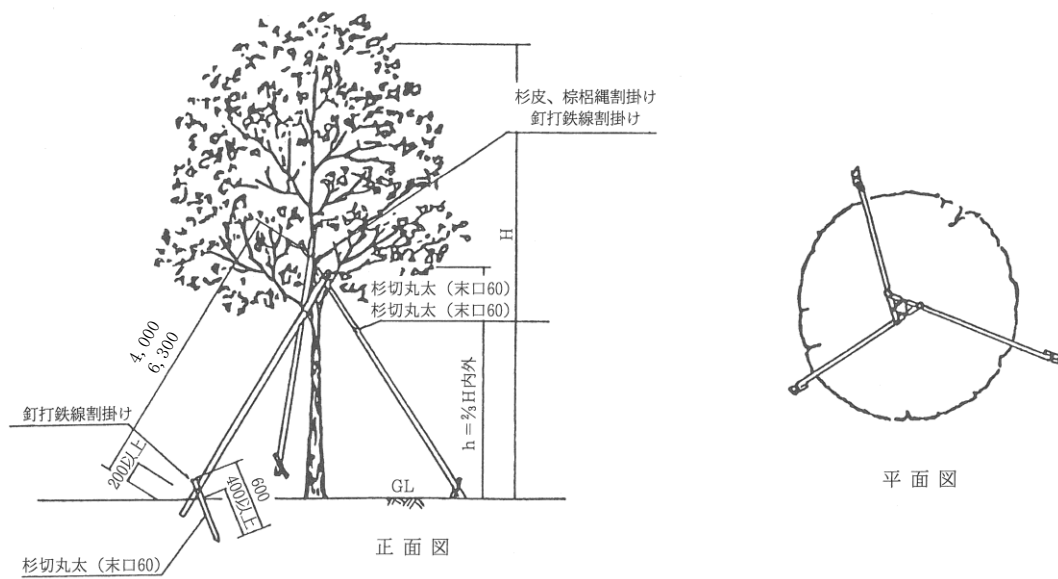 杉皮、棕梠縄割掛け
釘打鉄線割掛け
H
杉切丸太（末口60）
杉切丸太（末口60）
4,000
6,300
h＝⅔H内外
釘打鉄線割掛け
200以上
600
400以上
GL
杉切丸太（末口60）
正面図
平面図